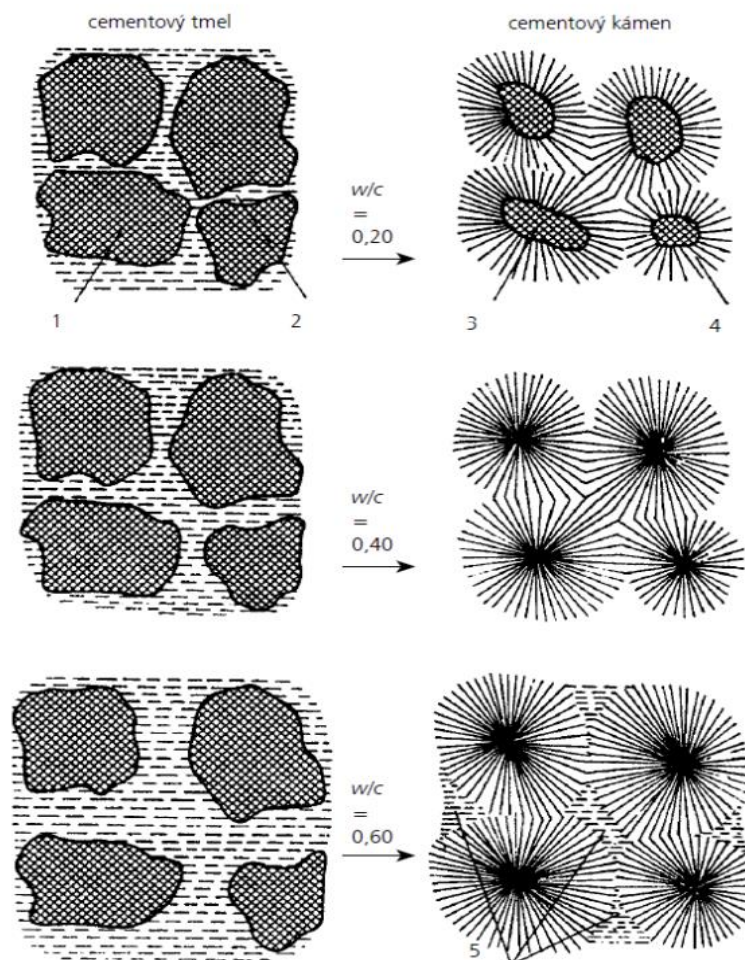 cementový tmel
cementový kámen
w/c
=
0,20
1
2
3
4
w/c
=
0,40
w/c
=
0,60
5